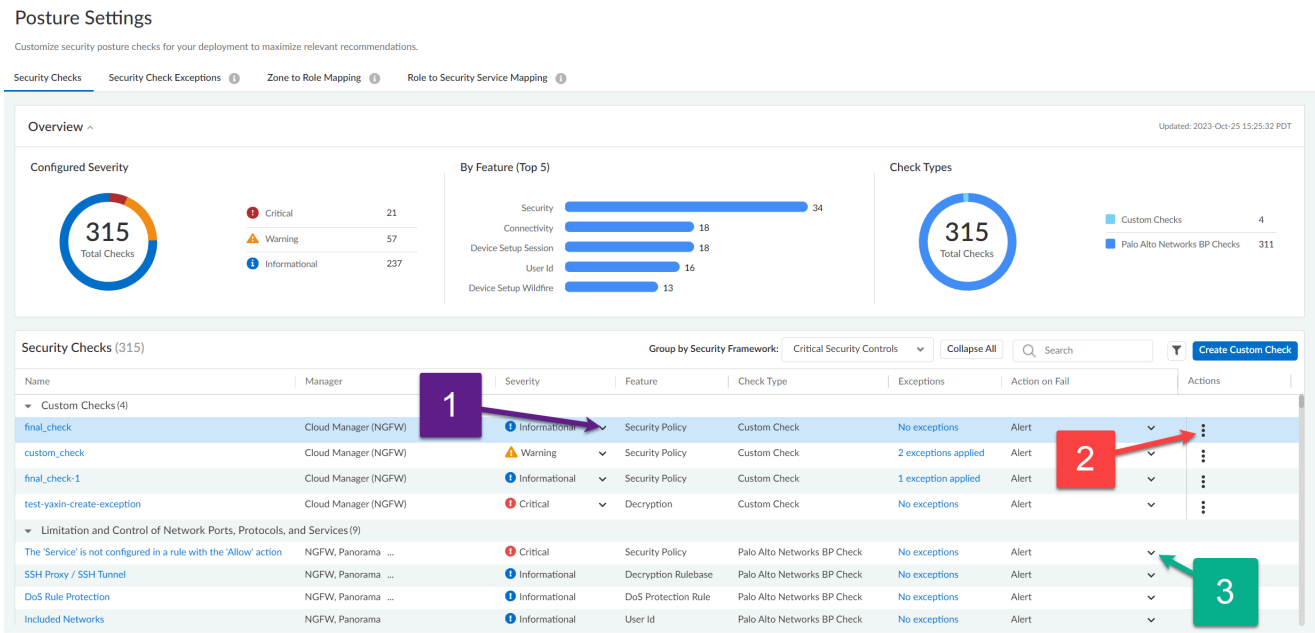 Posture Settings
Customize security posture checks for your deployment to maximize relevant recommendations.
Security Checks Security Check Exceptions Zone to Role Mapping Role to Security Service Mapping
Overview Updated: 2023-Oct-25 15:25:32 PDT
Configured Severity By Feature (Top 5) Check Types
315
Total Checks
Critical 21
Warning 57
Informational 237
Security 34
Connectivity 18
Device Setup Session 18
User Id 16
Device Setup Wildfire 13
315
Total Checks
Custom Checks 4
Palo Alto Networks BP Checks 311
Security Checks (315) Group by Security Framework: Critical Security Controls Collapse All Search Create Custom Check
Name Manager Severity Feature Check Type Exceptions Action on Fail Actions
Custom Checks (4)
1
final_check Cloud Manager (NGFW) Informational Security Policy Custom Check No exceptions Alert
2
custom_check Cloud Manager (NGFW) Warning Security Policy Custom Check 2 exceptions applied Alert
final_check-1 Cloud Manager (NGFW) Informational Security Policy Custom Check 1 exception applied Alert
test-yaxin-create-exception Cloud Manager (NGFW) Critical Decryption Custom Check No exceptions Alert
Limitation and Control of Network Ports, Protocols, and Services (9)
The 'Service' is not configured in a rule with the 'Allow' action NGFW, Panorama ... Critical Security Policy Palo Alto Networks BP Check No exceptions Alert
SSH Proxy / SSH Tunnel NGFW, Panorama ... Informational Decryption Rulebase Palo Alto Networks BP Check No exceptions Alert
3
DoS Rule Protection NGFW, Panorama ... Informational DoS Protection Rule Palo Alto Networks BP Check No exceptions Alert
Included Networks NGFW, Panorama Informational User Id Palo Alto Networks BP Check No exceptions Alert